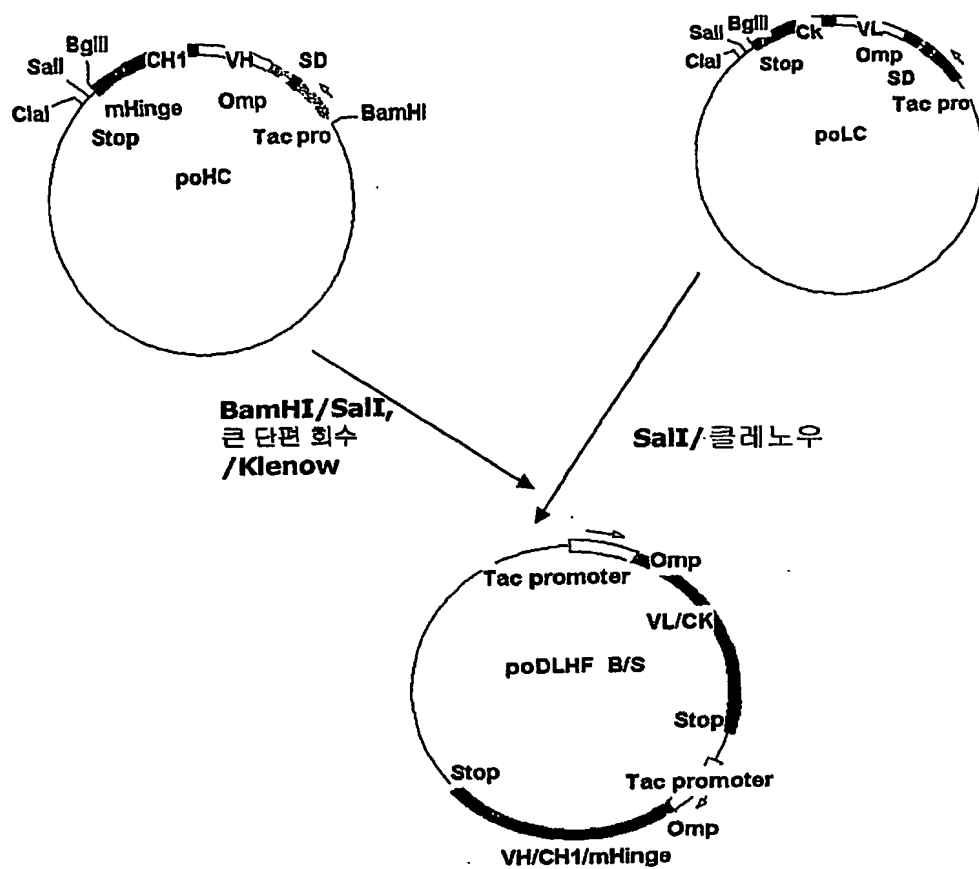 BglII
SalI
ClaI
CH1
VH
SD
mHinge
Omp
BamHI
Stop
Tac pro
poHC
BglII
SalI
ClaI
Ck
VL
Stop
Omp
SD
Tac pro
poLC
BamHI/SalI,
큰 단편 회수
/Klenow
SalI/클레노우
Tac promoter
Omp
VL/CK
poDLHF B/S
Stop
Stop
Tac promoter
Omp
VH/CH1/mHinge